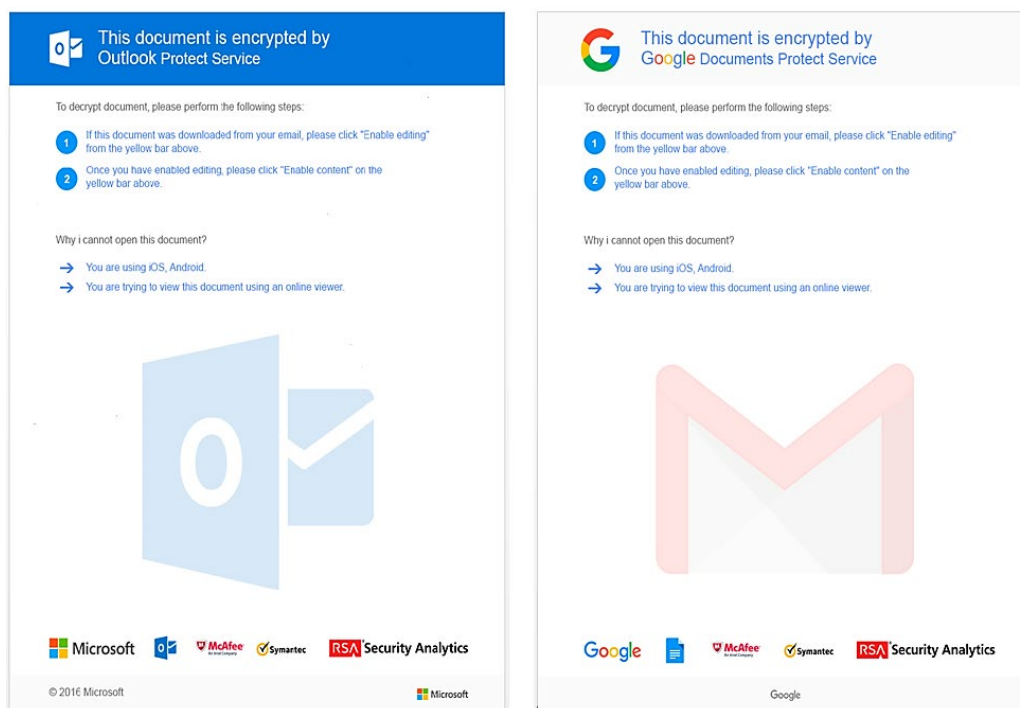 This document is encrypted by
Outlook Protect Service
To decrypt document, please perform the following steps:
1
If this document was downloaded from your email, please click "Enable editing"
from the yellow bar above.
2
Once you have enabled editing, please click "Enable content" on the
yellow bar above.
Why i cannot open this document?
You are using iOS, Android.
You are trying to view this document using an online viewer.
Microsoft
McAfee
Symantec
RSA Security Analytics
© 2016 Microsoft
Microsoft
This document is encrypted by
Google Documents Protect Service
To decrypt document, please perform the following steps:
1
If this document was downloaded from your email, please click "Enable editing"
from the yellow bar above.
2
Once you have enabled editing, please click "Enable content" on the
yellow bar above.
Why i cannot open this document?
You are using iOS, Android.
You are trying to view this document using an online viewer.
Google
McAfee
Symantec
RSA Security Analytics
Google